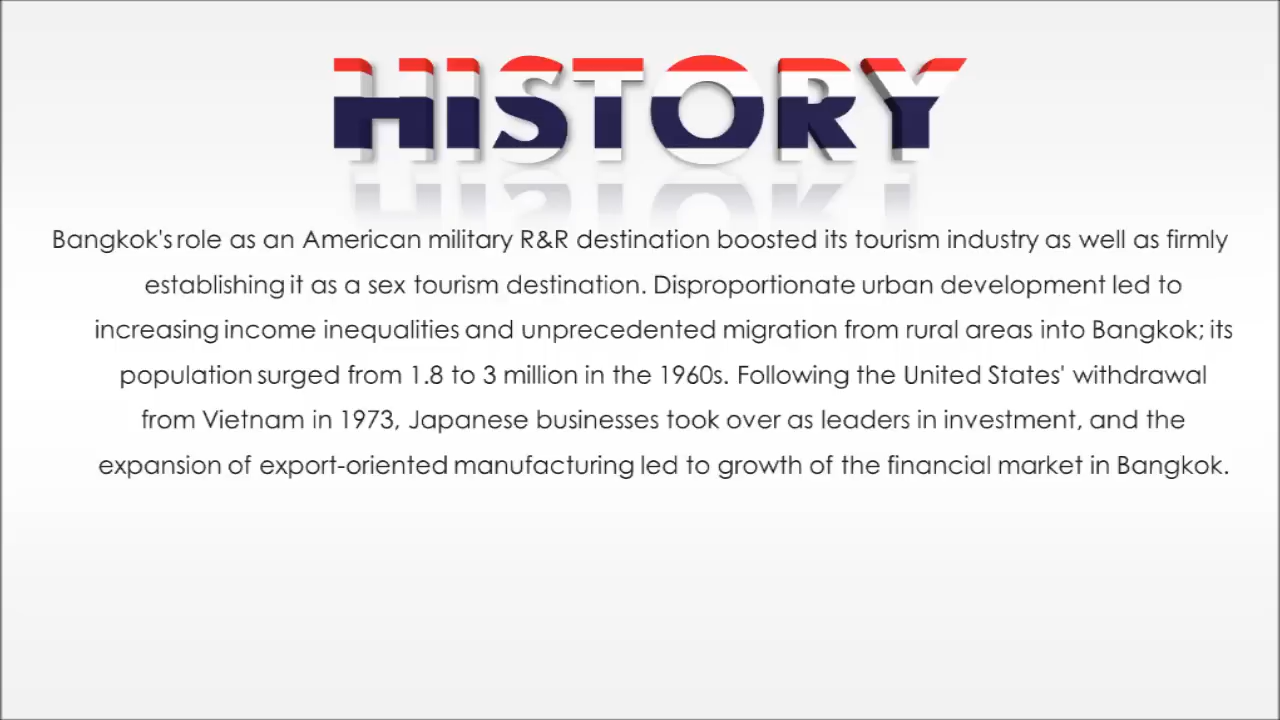 HISTORY
Bangkok's role as an American military R&R destination boosted its tourism industry as well as firmly
establishing it as a sex tourism destination. Disproportionate urban development led to
increasing income inequalities and unprecedented migration from rural areas into Bangkok; its
population surged from 1.8 to 3 million in the 1960s. Following the United States' withdrawal
from Vietnam in 1973, Japanese businesses took over as leaders in investment, and the
expansion of export-oriented manufacturing led to growth of the financial market in Bangkok.